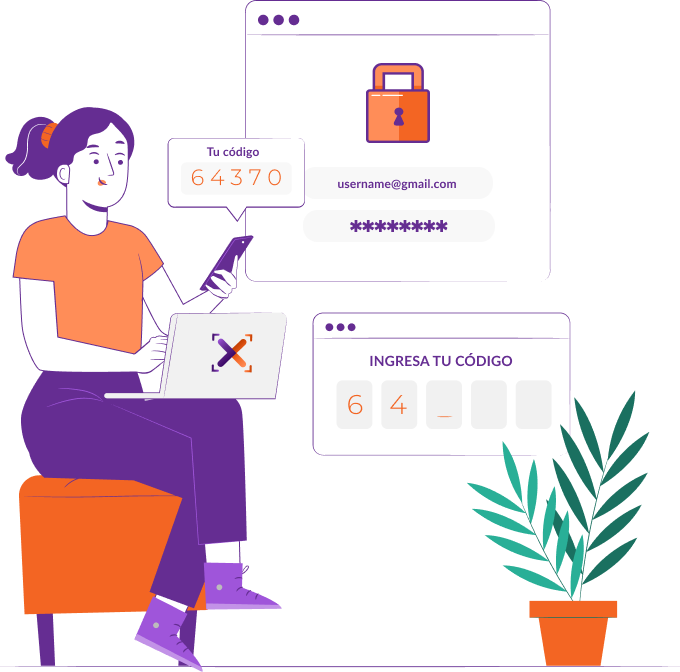 Tu código
64370
username@gmail.com
✱✱✱✱✱✱✱✱
INGRESA TU CÓDIGO
6 4 _